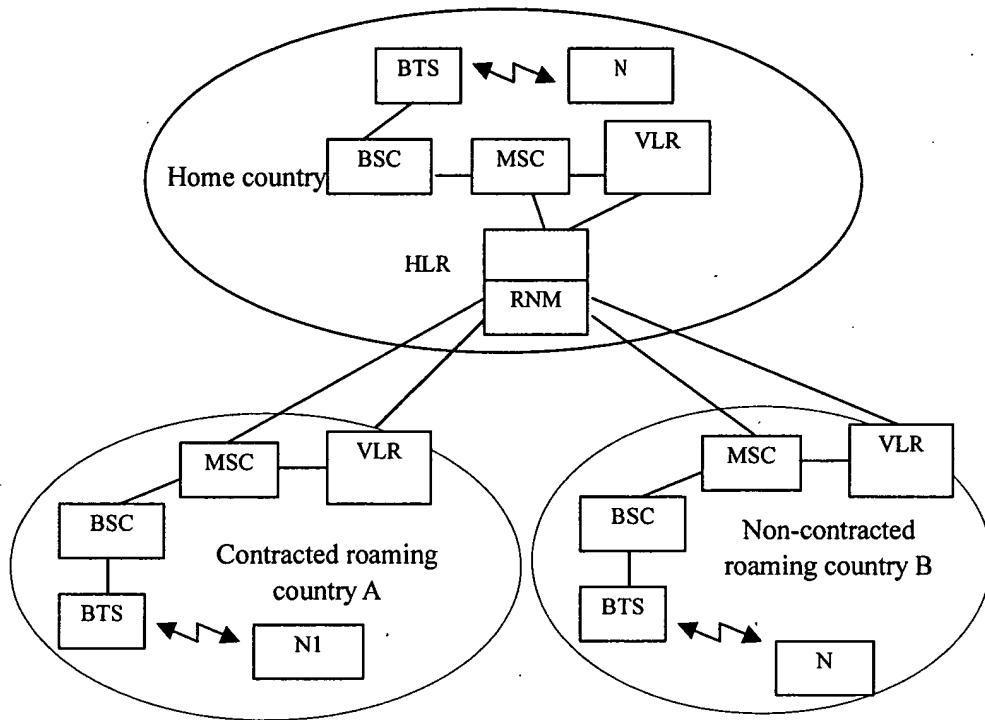 BTS
N
BSC
MSC
VLR
Home country
HLR
RNM
MSC
VLR
BSC
Contracted roaming
country A
BTS
N1
MSC
VLR
BSC
Non-contracted
roaming country B
BTS
N